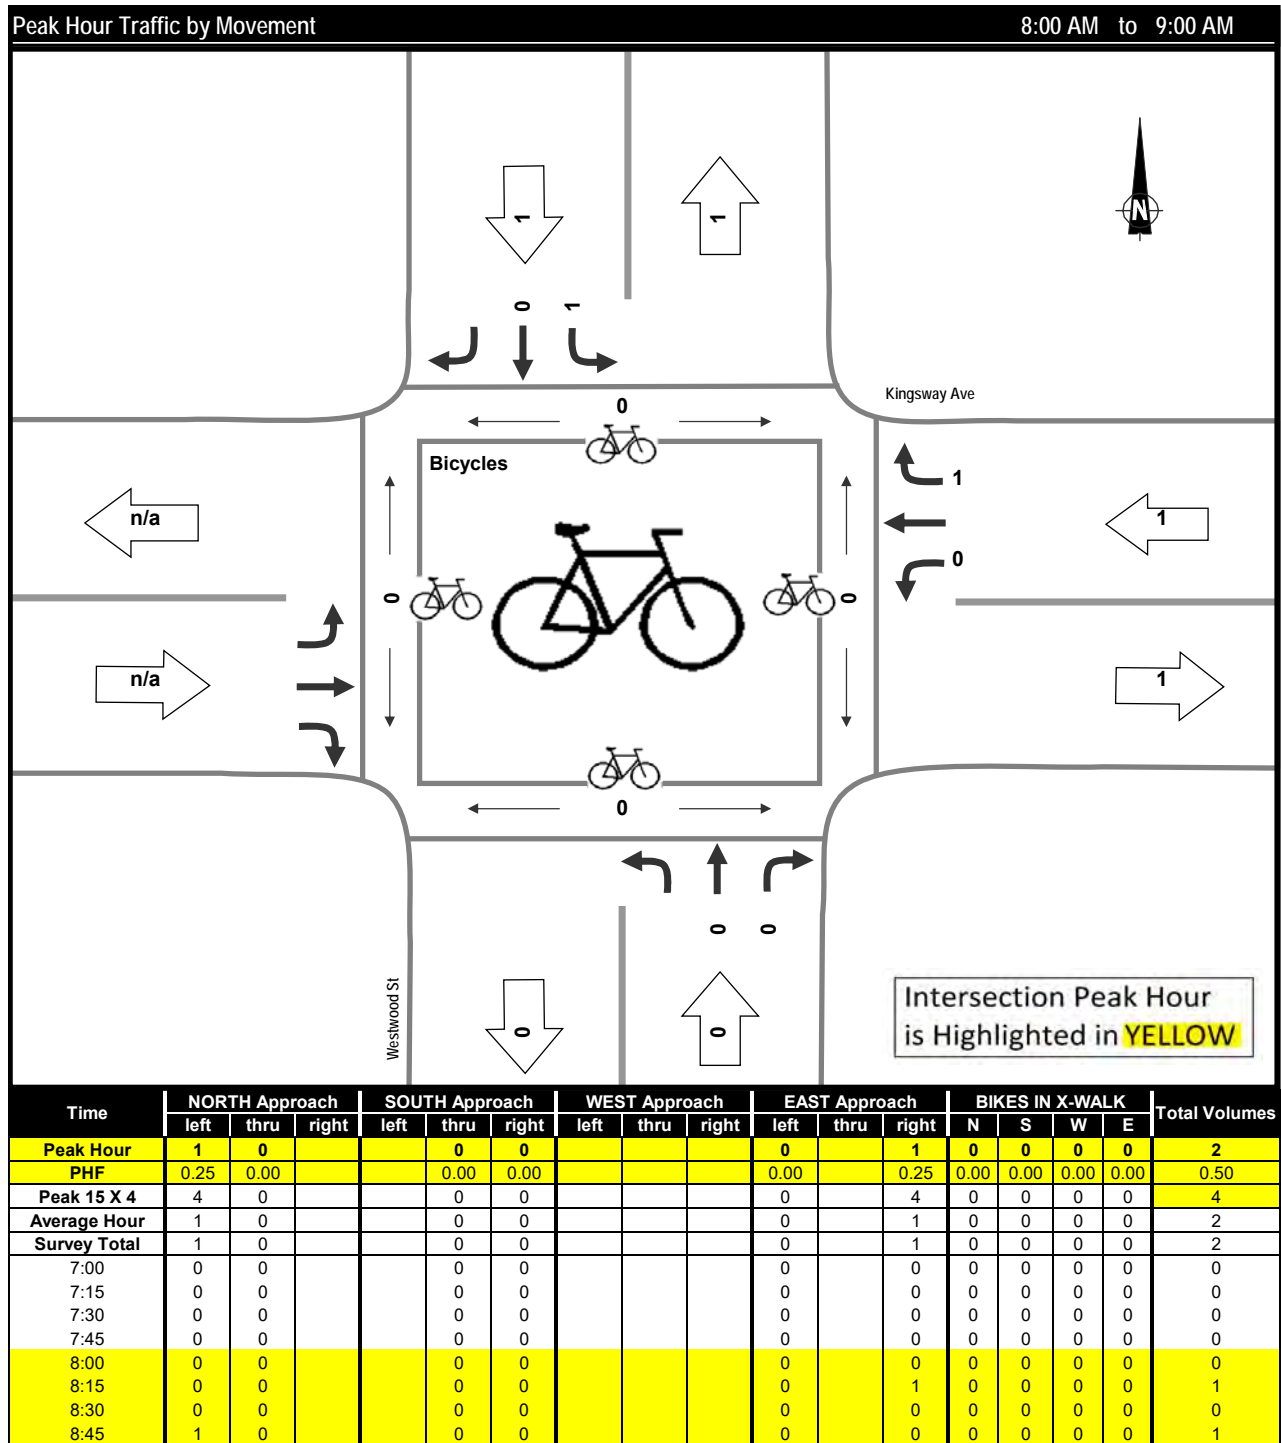 Peak Hour Traffic by Movement 8:00 AM to 9:00 AM
1 1
N
0 1
Kingsway Ave
0
Bicycles
1
n/a 1
0
0 0
n/a 1
0
0 0
Westwood St
0 0
Intersection Peak Hour
is Highlighted in YELLOW
Time NORTH Approach SOUTH Approach WEST Approach EAST Approach BIKES IN X-WALK Total Volumes
left thru right left thru right left thru right left thru right N S W E
Peak Hour 1 0 0 0 0 1 0 0 0 0 2
PHF 0.25 0.00 0.00 0.00 0.00 0.25 0.00 0.00 0.00 0.00 0.50
Peak 15 X 4 4 0 0 0 0 4 0 0 0 0 4
Average Hour 1 0 0 0 0 1 0 0 0 0 2
Survey Total 1 0 0 0 0 1 0 0 0 0 2
7:00 0 0 0 0 0 0 0 0 0 0 0
7:15 0 0 0 0 0 0 0 0 0 0 0
7:30 0 0 0 0 0 0 0 0 0 0 0
7:45 0 0 0 0 0 0 0 0 0 0 0
8:00 0 0 0 0 0 0 0 0 0 0 0
8:15 0 0 0 0 0 1 0 0 0 0 1
8:30 0 0 0 0 0 0 0 0 0 0 0
8:45 1 0 0 0 0 0 0 0 0 0 1